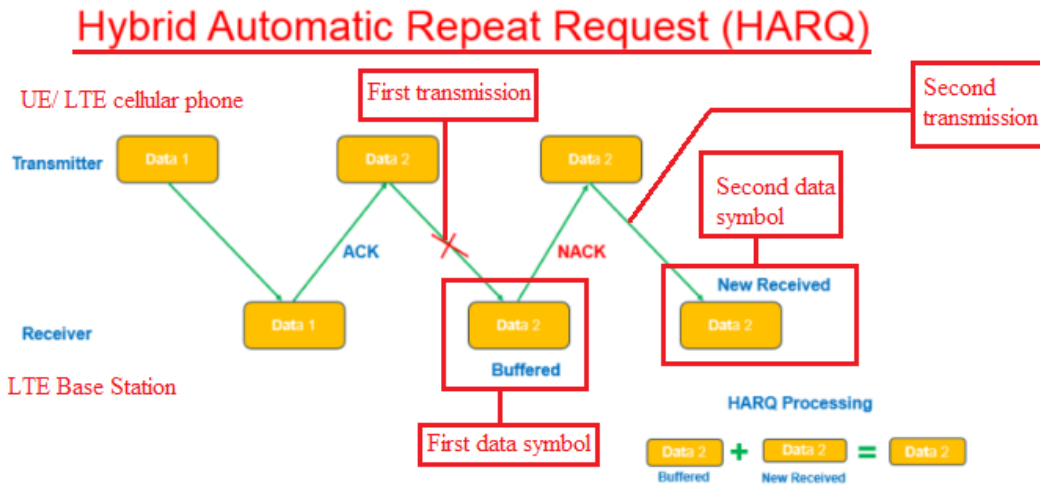 Hybrid Automatic Repeat Request (HARQ)
UE/ LTE cellular phone
First transmission
Second
transmission
Transmitter
Data 1
Data 2
Data 2
Second data
symbol
ACK
NACK
New Received
Receiver
Data 1
Data 2
Data 2
Buffered
LTE Base Station
HARQ Processing
First data symbol
Data 2 + Data 2 = Data 2
Buffered New Received